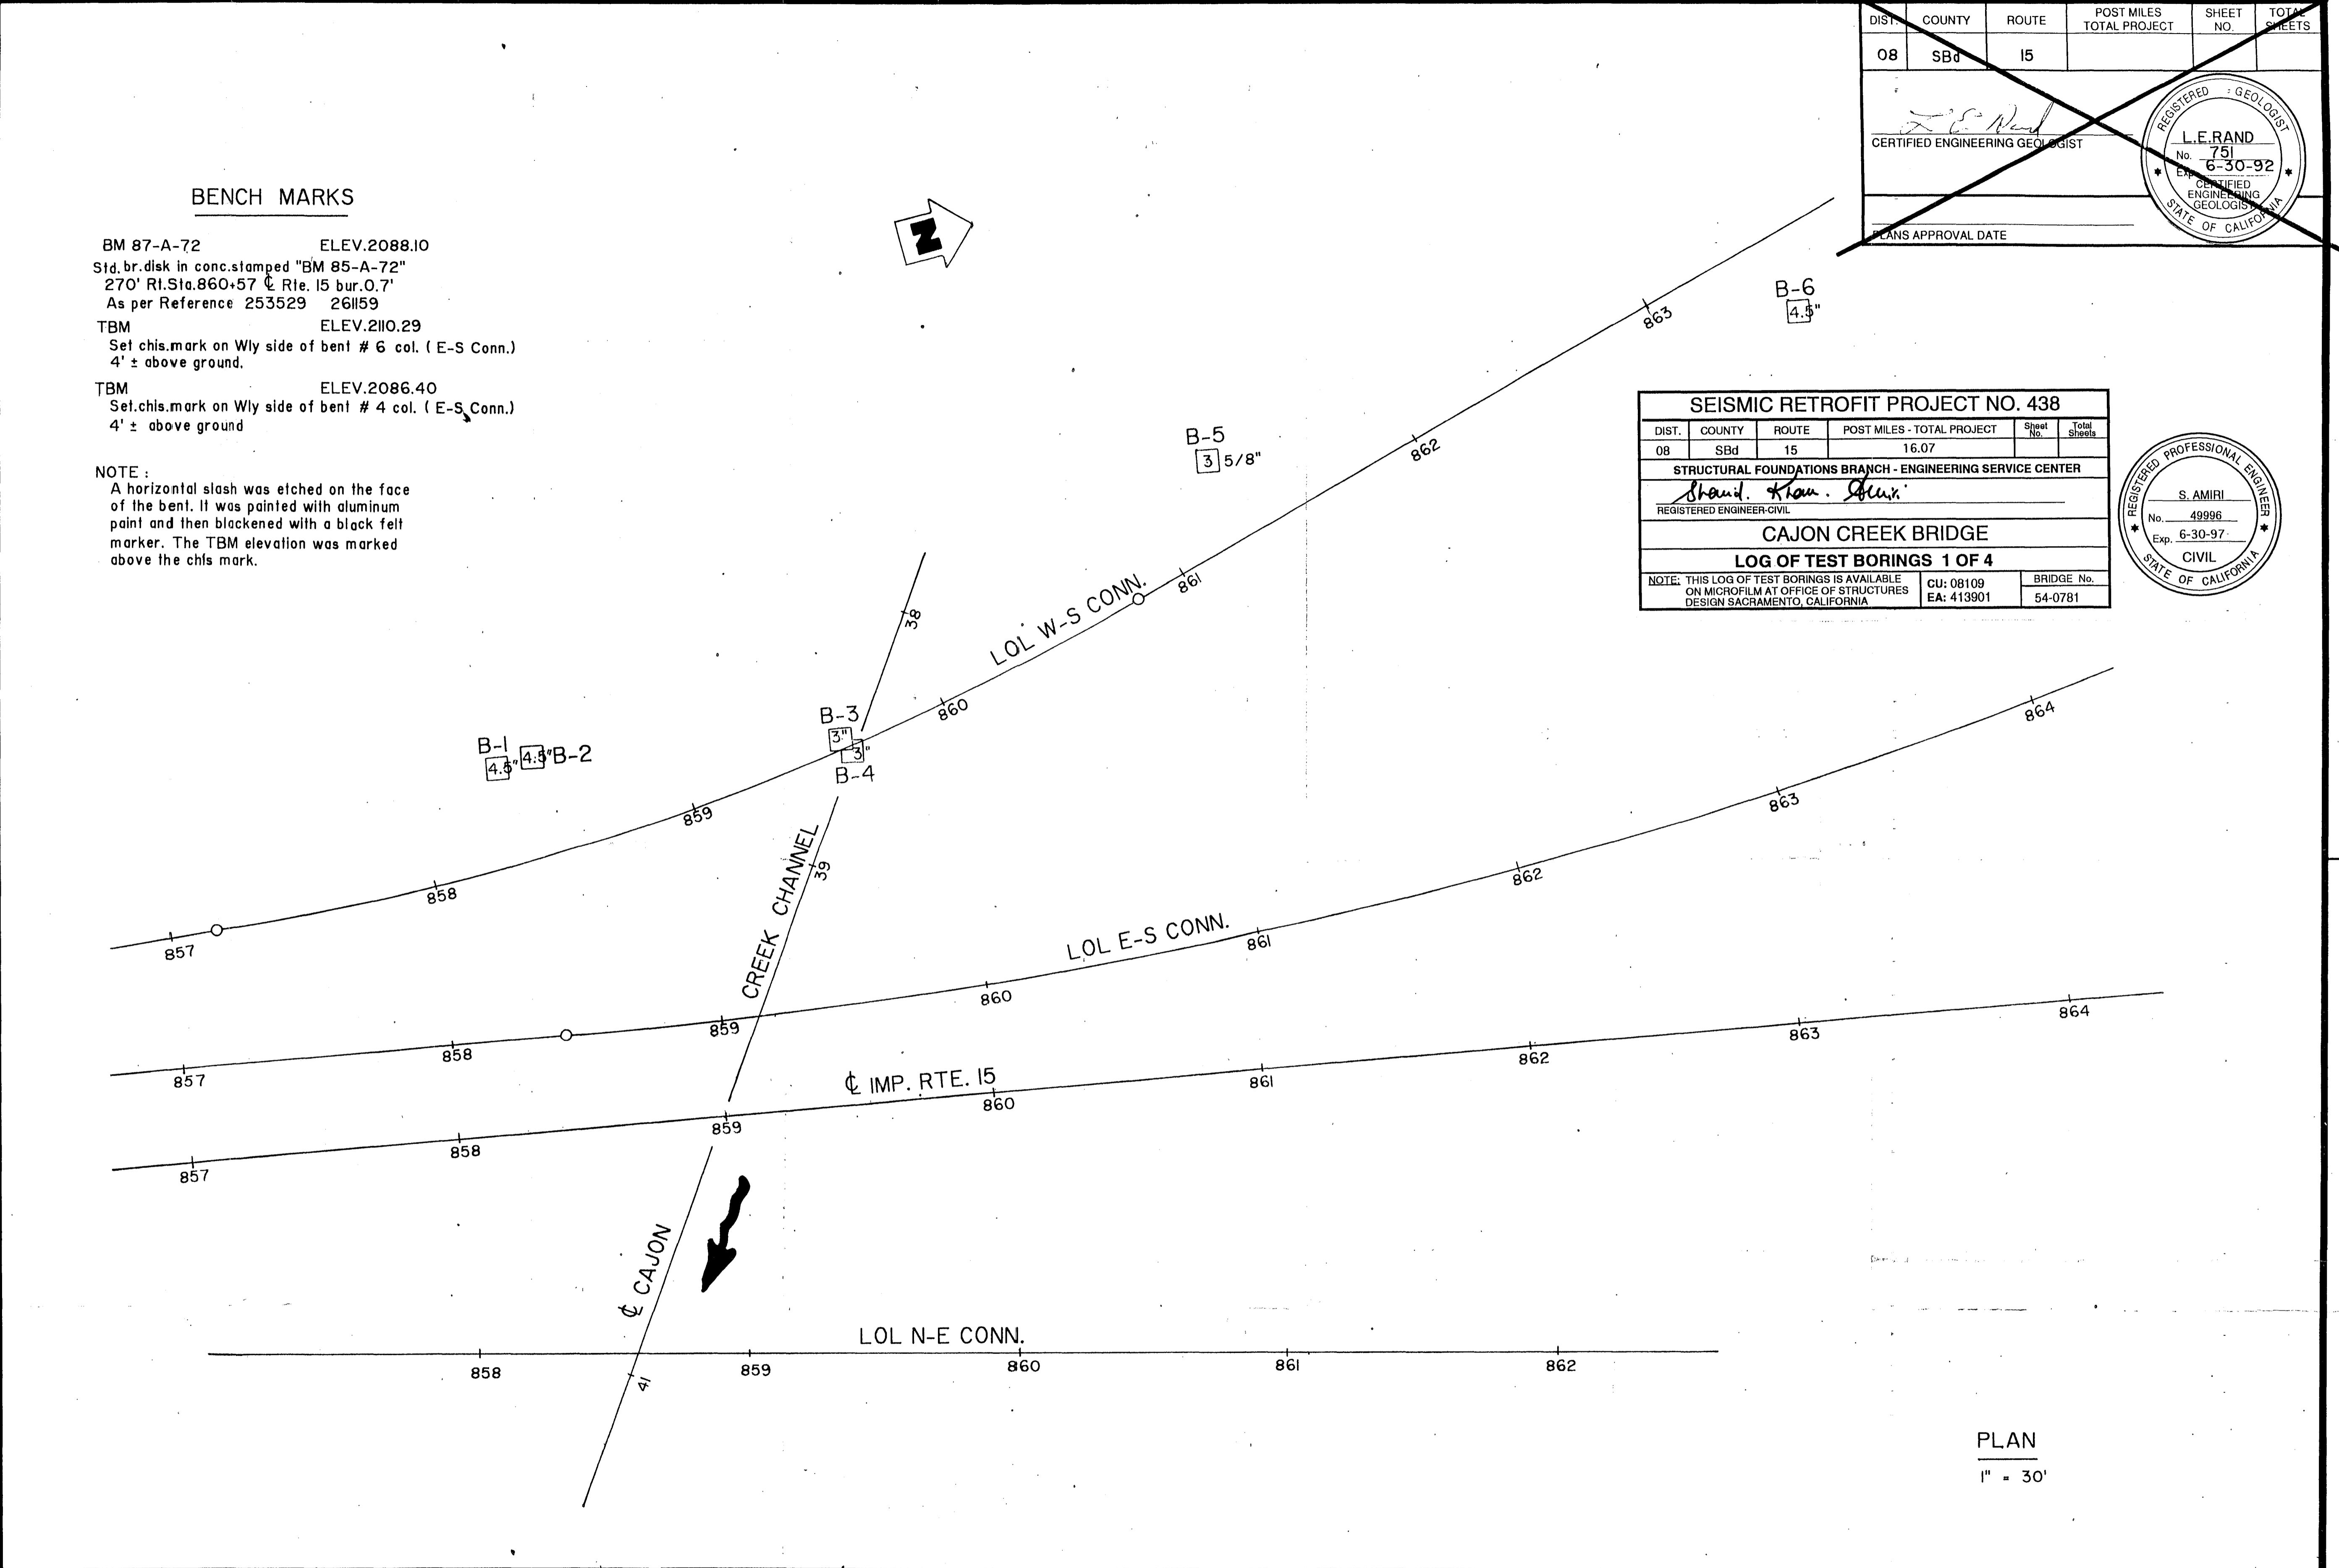 DIST. COUNTY ROUTE POST MILES TOTAL PROJECT SHEET NO. TOTAL SHEETS
08 SBd 15
CERTIFIED ENGINEERING GEOLOGIST
PLANS APPROVAL DATE
REGISTERED GEOLOGIST
L.E.RAND
No. 751
Exp. 6-30-92
CERTIFIED
ENGINEERING
GEOLOGIST
STATE OF CALIFORNIA
BENCH MARKS
BM 87-A-72 ELEV.2088.10
Std.br.disk in conc.stamped "BM 85-A-72"
270' Rt.Sta.860+57 ℄ Rte. 15 bur.0.7'
As per Reference 253529 261159
TBM ELEV.2110.29
Set chis.mark on Wly side of bent # 6 col. ( E-S Conn.)
4' ± above ground.
TBM ELEV.2086.40
Set.chis.mark on Wly side of bent # 4 col. ( E-S Conn.)
4' ± above ground
NOTE :
A horizontal slash was etched on the face
of the bent. It was painted with aluminum
paint and then blackened with a black felt
marker. The TBM elevation was marked
above the chis mark.
N
B-6
4.5"
B-5
3 5/8"
SEISMIC RETROFIT PROJECT NO. 438
DIST. COUNTY ROUTE POST MILES - TOTAL PROJECT Sheet No. Total Sheets
08 SBd 15 16.07
STRUCTURAL FOUNDATIONS BRANCH - ENGINEERING SERVICE CENTER
REGISTERED ENGINEER-CIVIL
CAJON CREEK BRIDGE
LOG OF TEST BORINGS 1 OF 4
NOTE: THIS LOG OF TEST BORINGS IS AVAILABLE
ON MICROFILM AT OFFICE OF STRUCTURES
DESIGN SACRAMENTO, CALIFORNIA
CU: 08109
EA: 413901
BRIDGE No.
54-0781
REGISTERED PROFESSIONAL ENGINEER
S. AMIRI
No. 49996
Exp. 6-30-97
CIVIL
STATE OF CALIFORNIA
B-1
4.5"
4.5" B-2
B-3
3"
3"
B-4
LOL W-S CONN.
857 858 859 860 861 862 863
38
39
CREEK CHANNEL
LOL E-S CONN.
857 858 859 860 861 862 863 864
℄ IMP. RTE. 15
857 858 859 860 861 862 863 864
℄ CAJON
LOL N-E CONN.
858 859 860 861 862
41
PLAN
1" = 30'